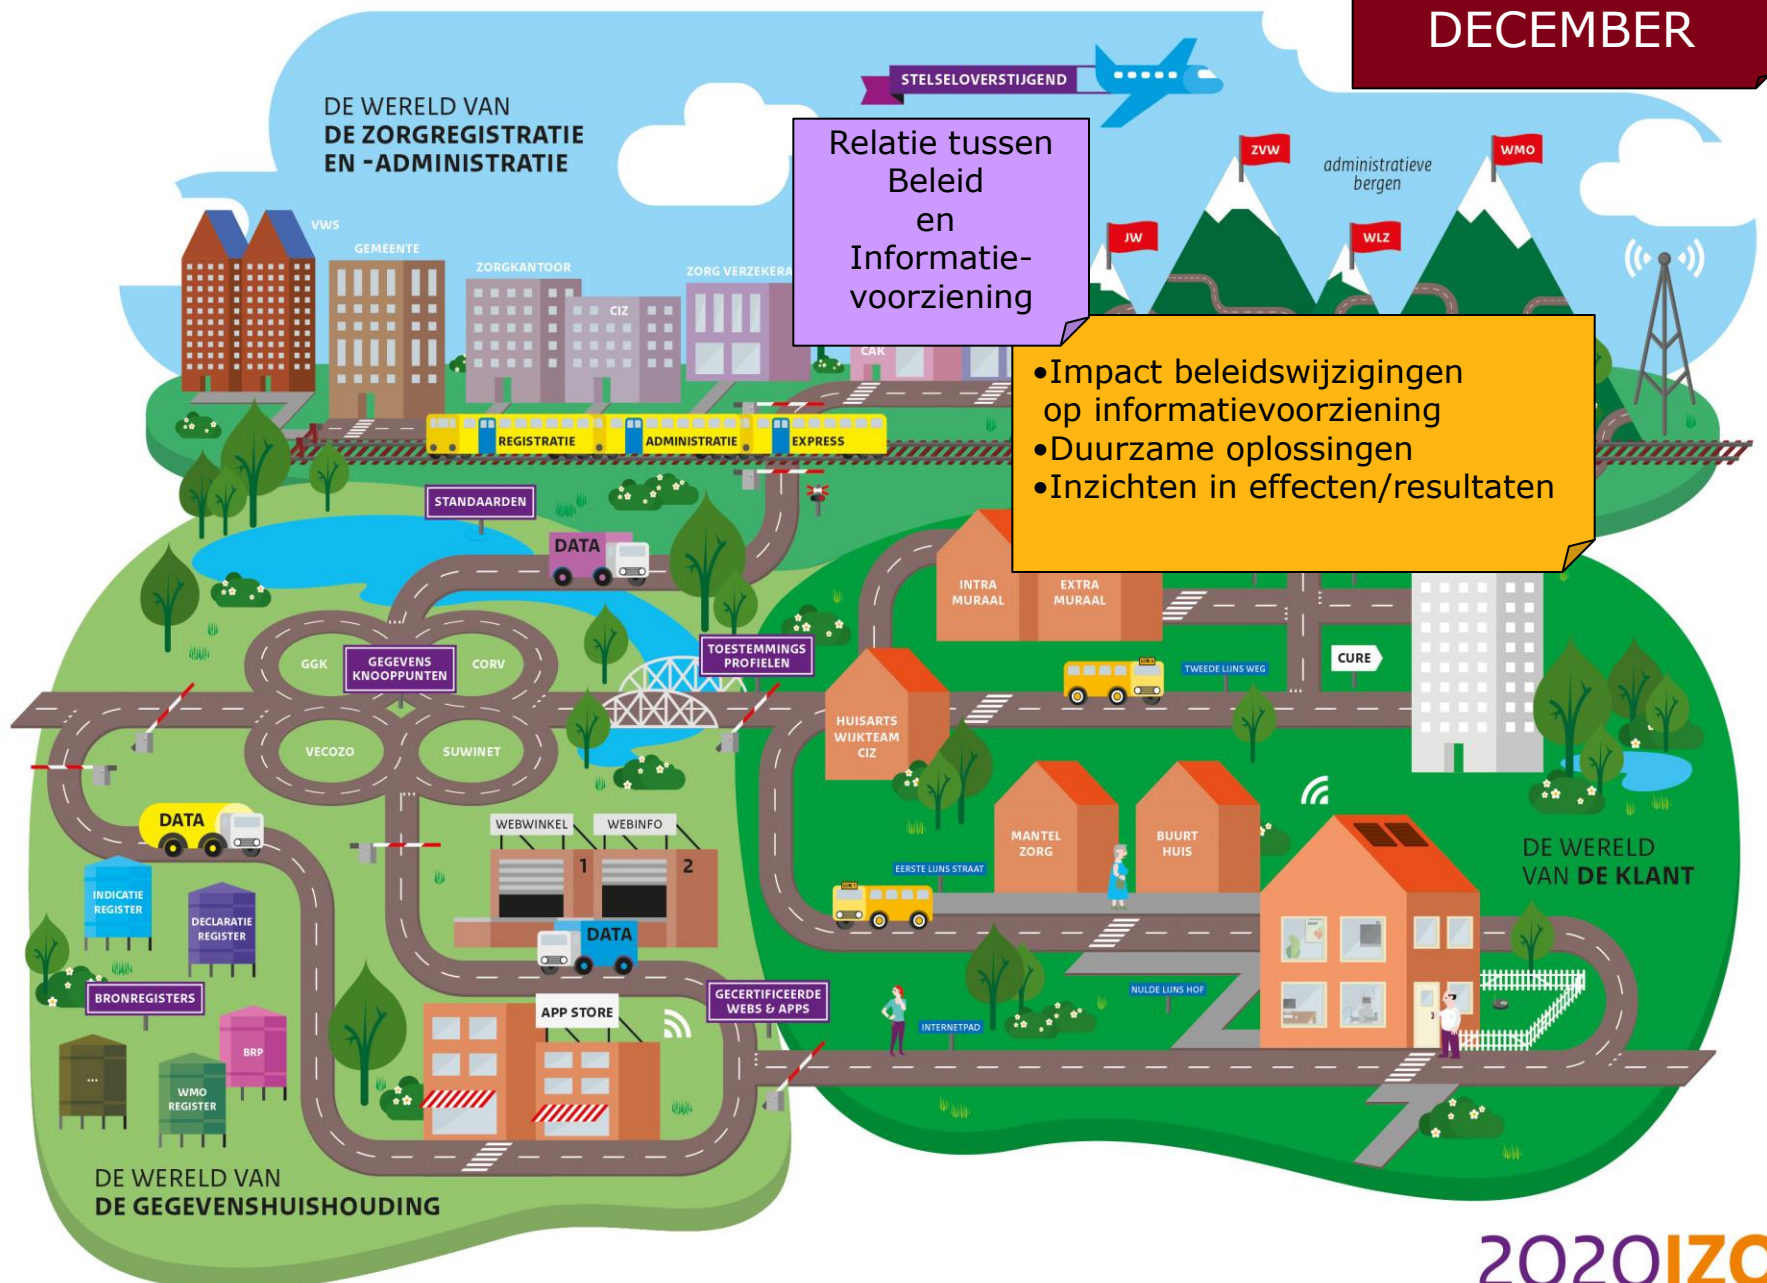 DECEMBER
STELSELOVERSTIJGEND
DE WERELD VAN
DE ZORGREGISTRATIE
EN -ADMINISTRATIE
Relatie tussen
Beleid
en
Informatie-
voorziening
ZVW
administratieve
bergen
WMO
JW
WLZ
VWS
GEMEENTE
ZORGKANTOOR
CIZ
ZORG VERZEKERA
CAK
•Impact beleidswijzigingen
op informatievoorziening
•Duurzame oplossingen
•Inzichten in effecten/resultaten
REGISTRATIE
ADMINISTRATIE
EXPRESS
STANDAARDEN
DATA
INTRA
MURAAL
EXTRA
MURAAL
GGK
GEGEVENS
KNOOPPUNTEN
CORV
VECOZO
SUWINET
TOESTEMMINGS
PROFIELEN
TWEEDE LIJNS WEG
CURE
HUISARTS
WIJKTEAM
CIZ
DATA
WEBWINKEL
WEBINFO
1
2
DATA
MANTEL
ZORG
BUURT
HUIS
EERSTE LIJNS STRAAT
DE WERELD
VAN DE KLANT
INDICATIE
REGISTER
DECLARATIE
REGISTER
BRONREGISTERS
...
WMO
REGISTER
BRP
APP STORE
GECERTIFICEERDE
WEBS & APPS
NULDE LIJNS HOF
INTERNETPAD
DE WERELD VAN
DE GEGEVENSHUISHOUDING
2020IZO